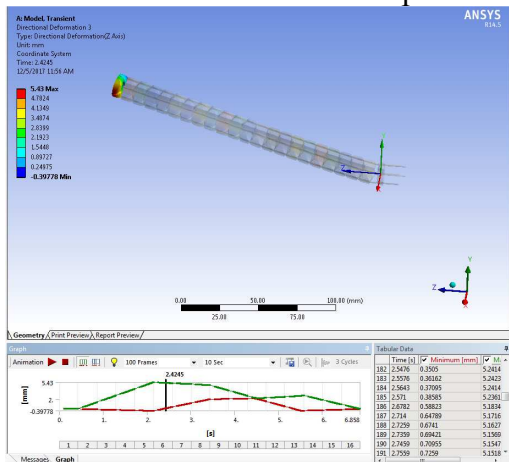 ANSYS
R14.5
A: Model, Transient
Directional Deformation 3
Type: Directional Deformation(Z Axis)
Unit: mm
Coordinate System
Time: 2.4245
12/5/2017 11:56 AM
5.43 Max
4.7824
4.1349
3.4874
2.8399
2.1923
1.5448
0.89727
0.24975
-0.39778 Min
Z
Y
X
Y
Z
X
0.00 50.00 100.00 (mm)
25.00 75.00
Geometry Print Preview Report Preview
Graph
Animation 100 Frames 10 Sec 3 Cycles
2.4245
5.43
2.
-0.39778
[mm]
0. 1. 2. 3. 4. 5. 6. 6.858
[s]
1 2 3 4 5 6 7 8 9 10 11 12 13 14 15 16
Messages Graph
Tabular Data
Time [s] Minimum [mm]
182 2.5476 0.3505 5.2414
183 2.5576 0.36162 5.2423
184 2.5643 0.37095 5.2414
185 2.571 0.38585 5.2361
186 2.6782 0.58823 5.1834
187 2.714 0.64789 5.1716
188 2.7259 0.6741 5.1627
189 2.7359 0.69421 5.1569
190 2.7459 0.70955 5.1547
191 2.7559 0.7259 5.1518